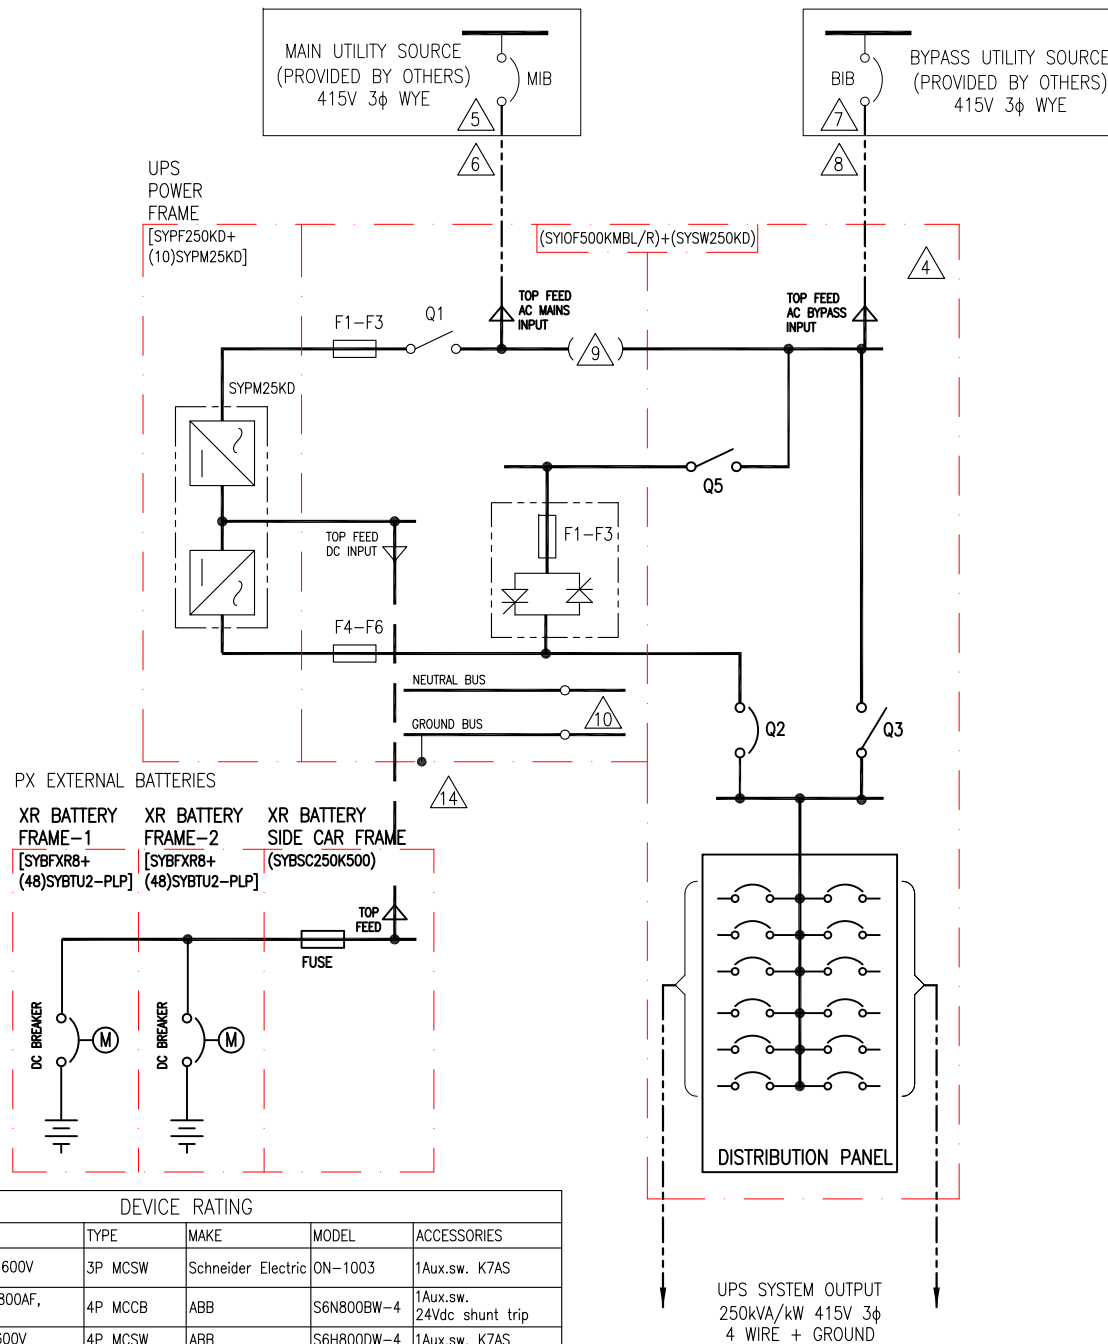 MAIN UTILITY SOURCE
(PROVIDED BY OTHERS)
415V 3ϕ WYE
MIB
5
6
BYPASS UTILITY SOURCE
(PROVIDED BY OTHERS)
415V 3ϕ WYE
BIB
7
8
UPS
POWER
FRAME
[SYPF250KD+
(10)SYPM25KD]
(SYIOF500KMBL/R)+(SYSW250KD)
4
TOP FEED
AC MAINS
INPUT
TOP FEED
AC BYPASS
INPUT
F1-F3
Q1
9
SYPM25KD
Q5
TOP FEED
DC INPUT
F1-F3
F4-F6
NEUTRAL BUS
GROUND BUS
10
Q2
Q3
14
PX EXTERNAL BATTERIES
XR BATTERY
FRAME-1
[SYBFXR8+
(48)SYBTU2-PLP]
XR BATTERY
FRAME-2
[SYBFXR8+
(48)SYBTU2-PLP]
XR BATTERY
SIDE CAR FRAME
(SYBSC250K500)
TOP
FEED
FUSE
DC BREAKER
M
DC BREAKER
M
DISTRIBUTION PANEL
UPS SYSTEM OUTPUT
250kVA/kW 415V 3ϕ
4 WIRE + GROUND
DEVICE RATING
TYPE MAKE MODEL ACCESSORIES
600V 3P MCSW Schneider Electric ON-1003 1Aux.sw. K7AS
800AF, 4P MCCB ABB S6N800BW-4 1Aux.sw.
24Vdc shunt trip
600V 4P MCSW ABB S6H800DW-4 1Aux.sw. K7AS